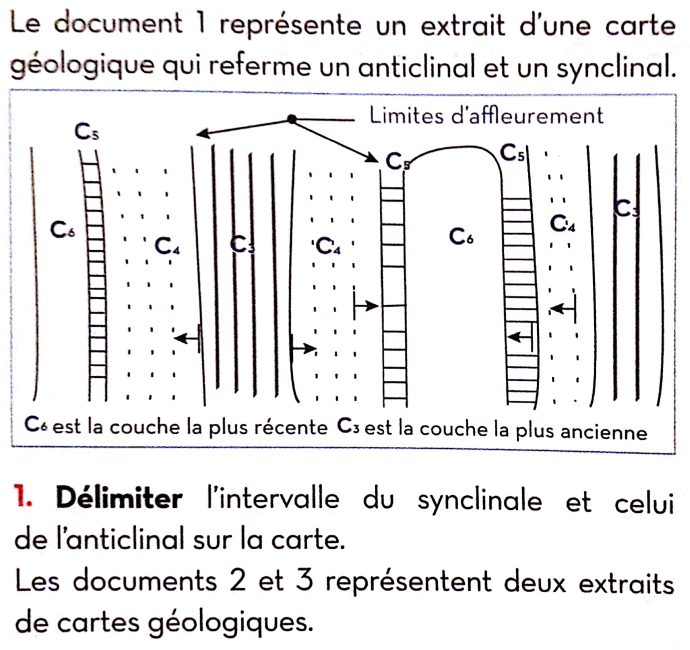 Le document 1 représente un extrait d'une carte
géologique qui referme un anticlinal et un synclinal.
Limites d'affleurement
C5
C5
C5
C6
C4
C3
C4
C6
C4
C3
C6 est la couche la plus récente C3 est la couche la plus ancienne
1. Délimiter l'intervalle du synclinale et celui
de l'anticlinal sur la carte.
Les documents 2 et 3 représentent deux extraits
de cartes géologiques.